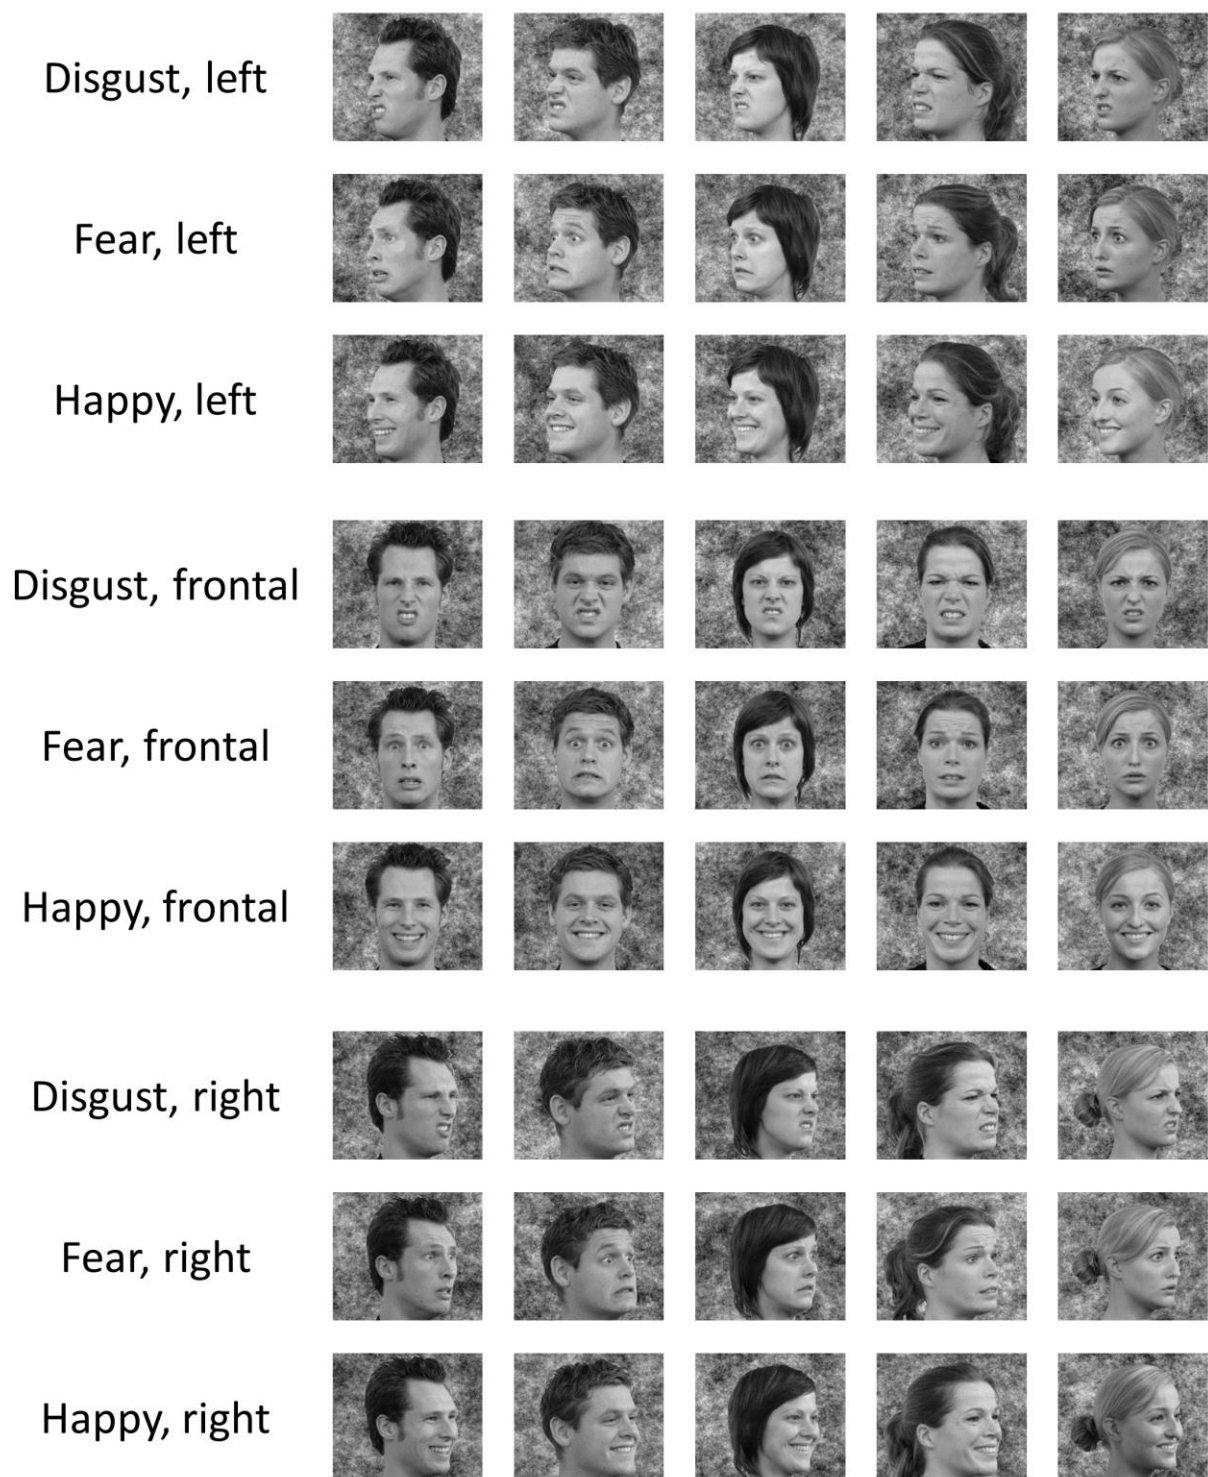 Disgust, left
Fear, left
Happy, left
Disgust, frontal
Fear, frontal
Happy, frontal
Disgust, right
Fear, right
Happy, right